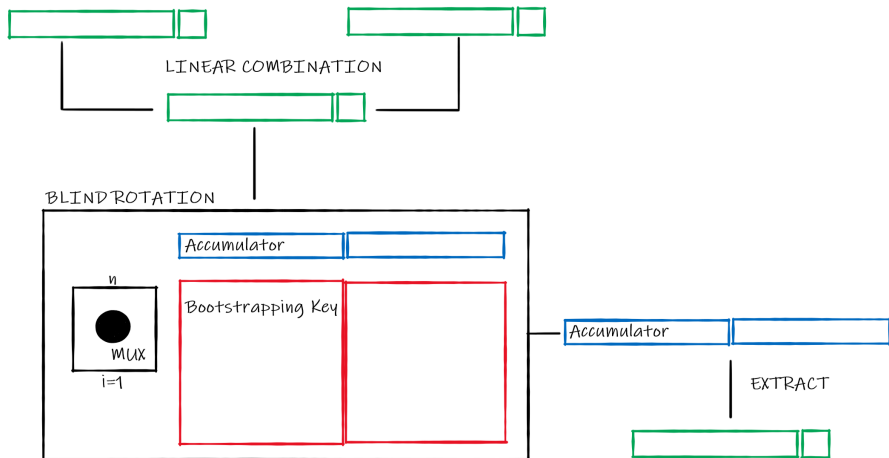 LINEAR COMBINATION
BLIND ROTATION
Accumulator
n
Bootstrapping Key
MUX
i=1
Accumulator
EXTRACT